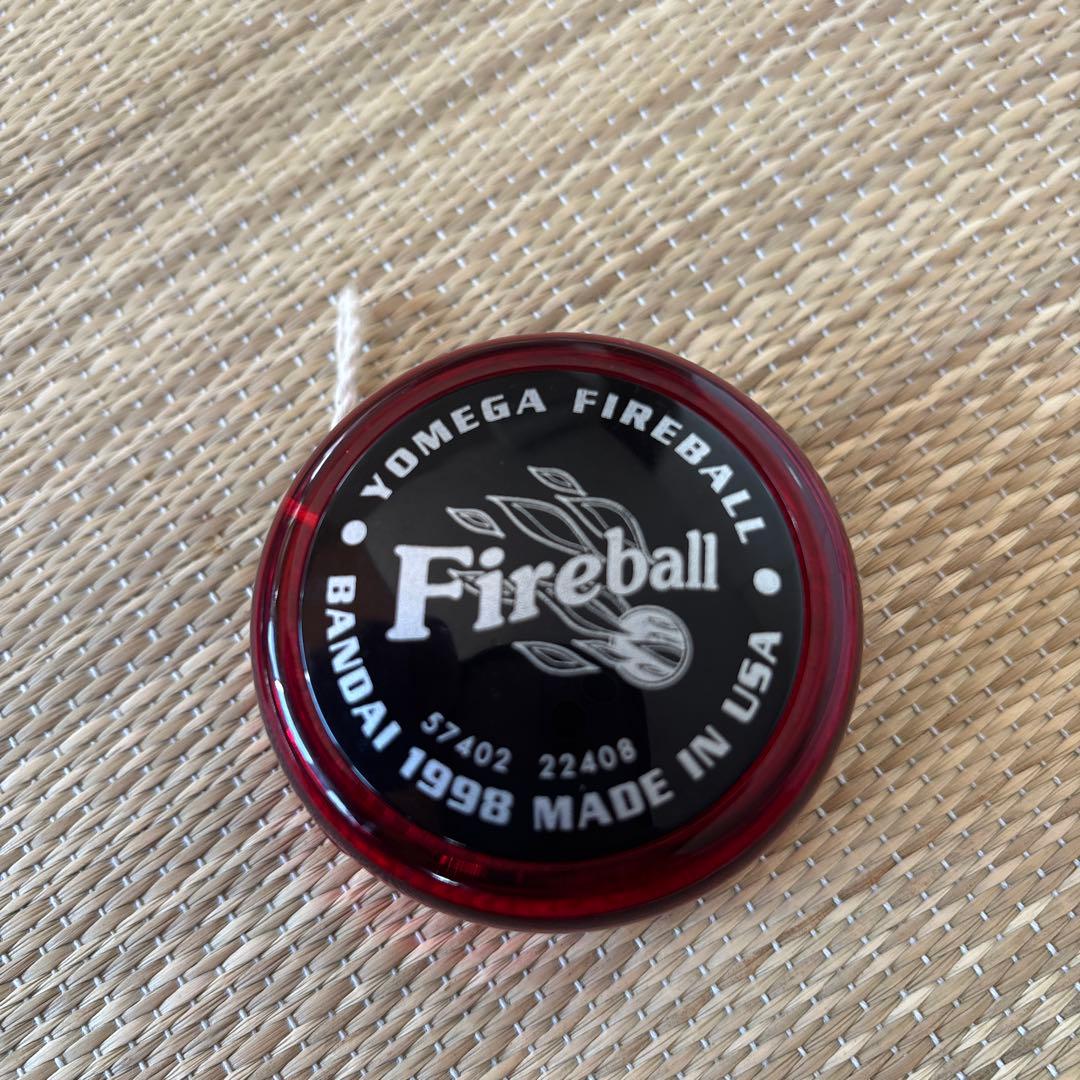 YOMEGA FIREBALL
Fireball
57402 22408
BANDAI 1998 MADE IN USA